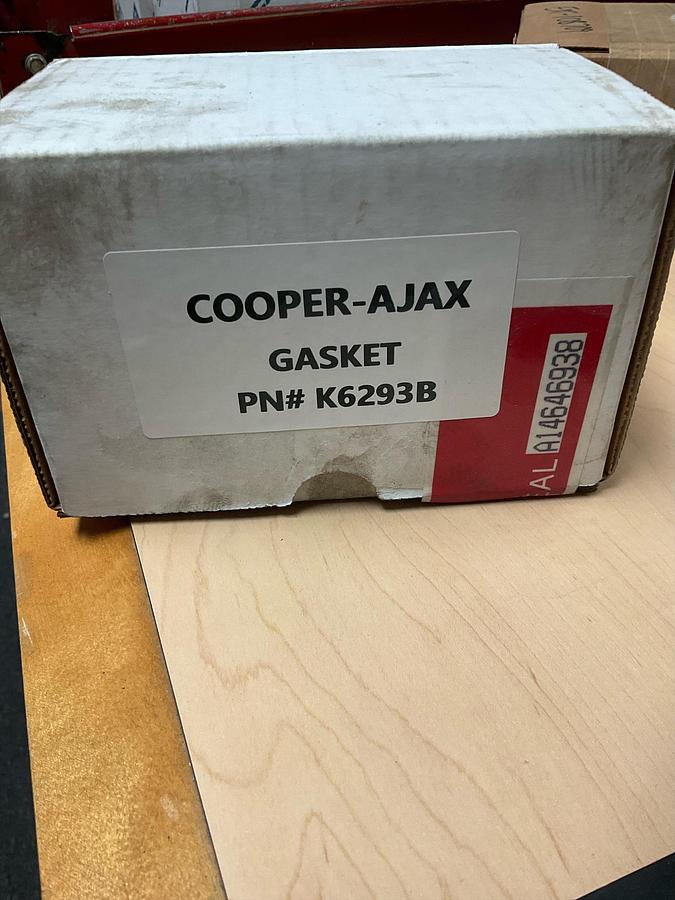 COOPER-AJAX
GASKET
PN# K6293B
AL A14646938